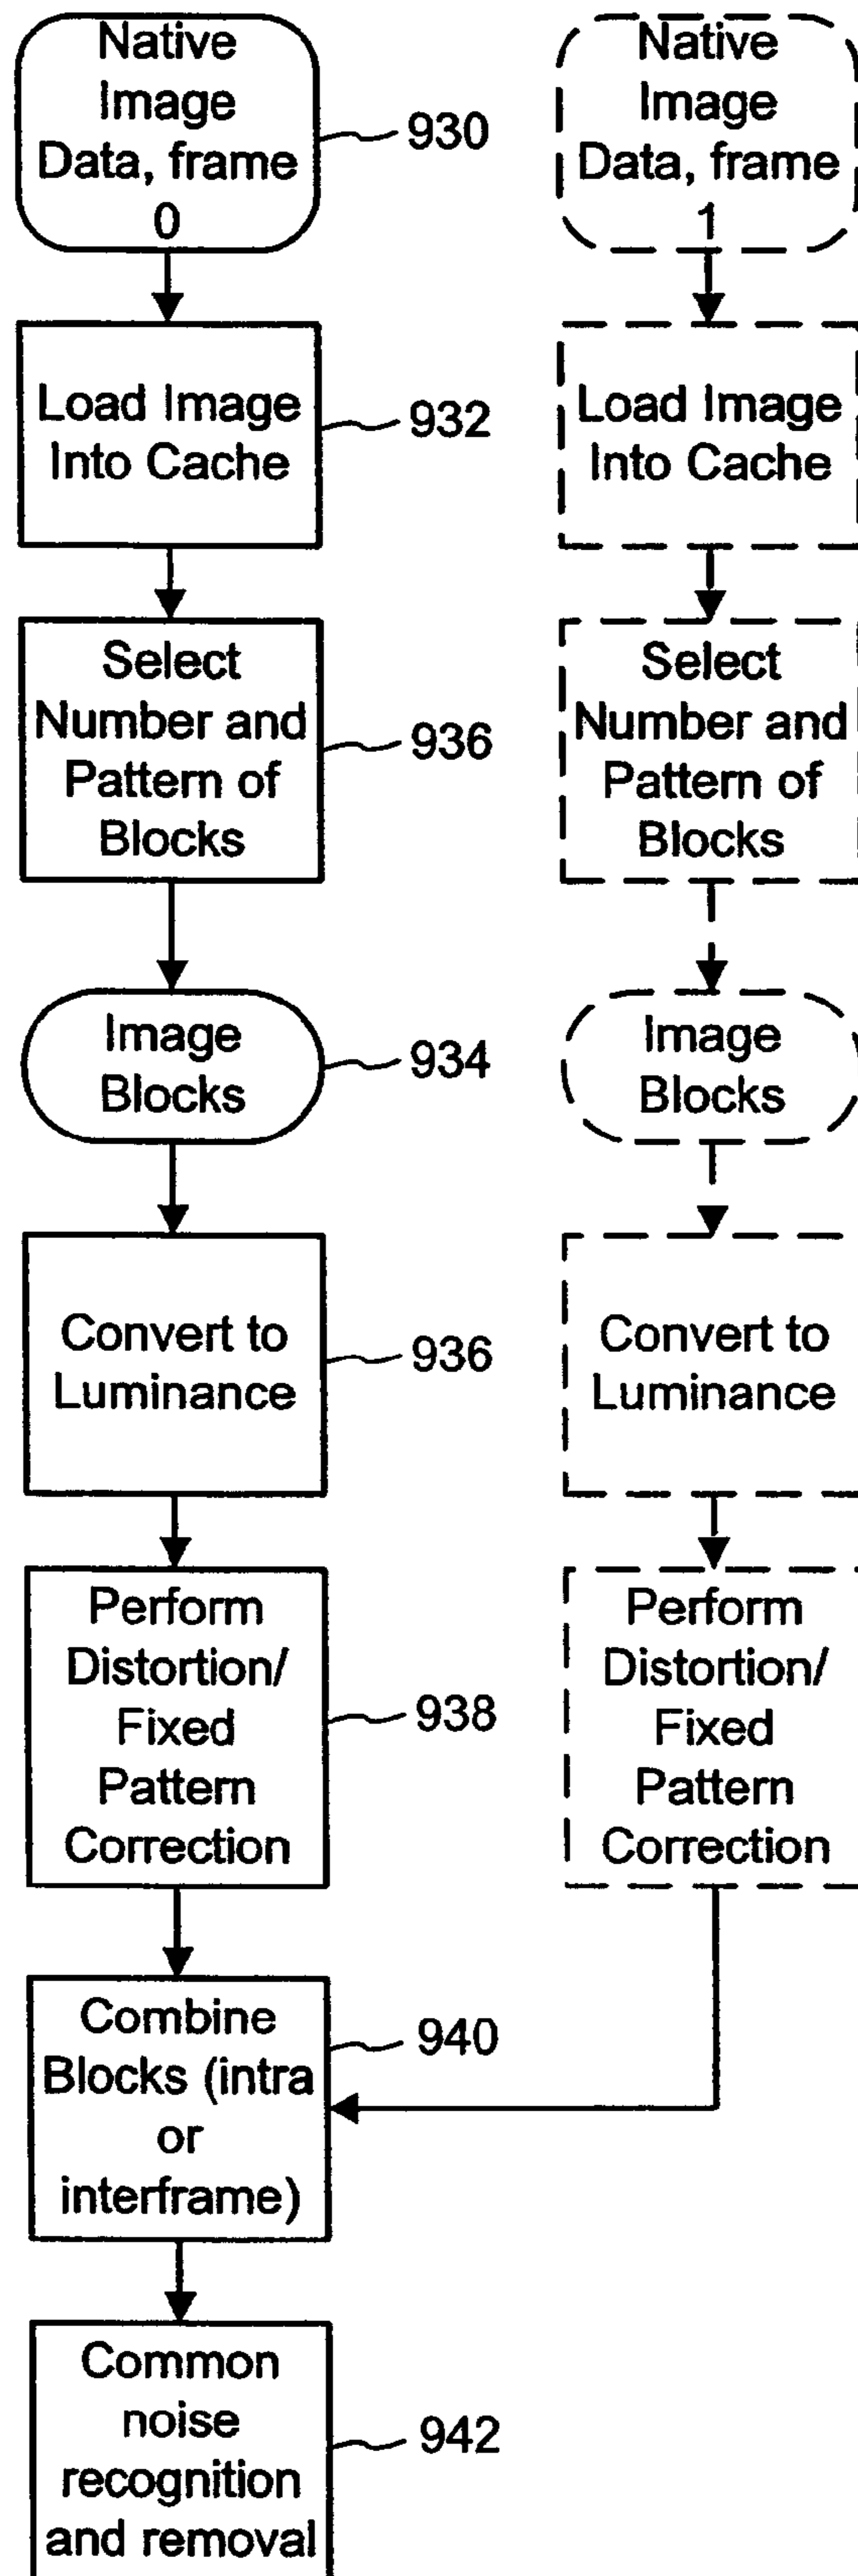 Native
Image
Data, frame
0
930
Load Image
Into Cache
932
Select
Number and
Pattern of
Blocks
936
Image
Blocks
934
Convert to
Luminance
936
Perform
Distortion/
Fixed
Pattern
Correction
938
Combine
Blocks (intra
or
interframe)
940
Common
noise
recognition
and removal
942
Native
Image
Data, frame
1
Load Image
Into Cache
Select
Number and
Pattern of
Blocks
Image
Blocks
Convert to
Luminance
Perform
Distortion/
Fixed
Pattern
Correction